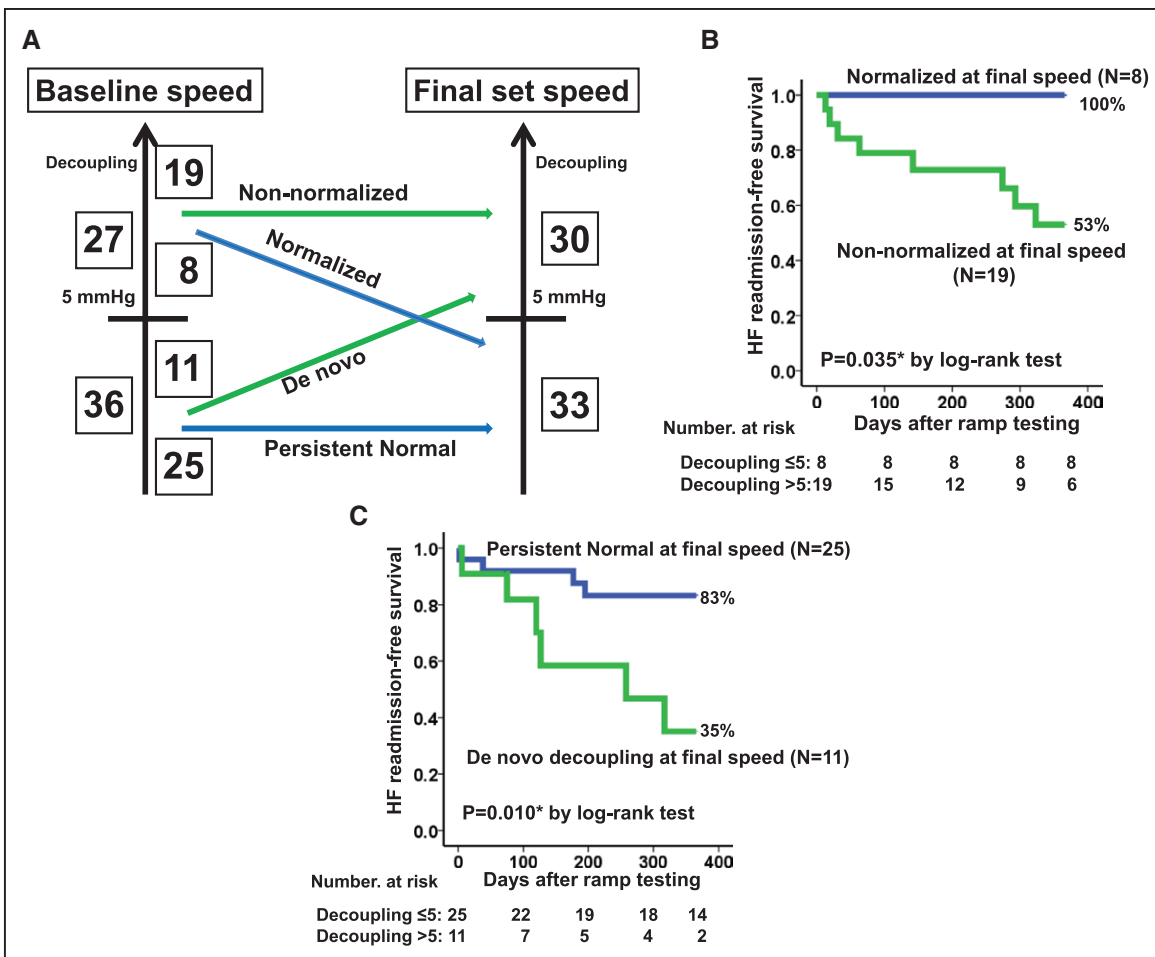 A
Baseline speed
Final set speed
Decoupling
Decoupling
19
Non-normalized
27
30
Normalized
8
5 mmHg
5 mmHg
11
De novo
36
33
Persistent Normal
25
B
Normalized at final speed (N=8)
1.0
100%
0.8
0.6
53%
Non-normalized at final speed
(N=19)
0.4
0.2
P=0.035* by log-rank test
0.0
HF readmission-free survival
0 100 200 300 400
Days after ramp testing
Number. at risk
Decoupling ≤5: 8 8 8 8 8
Decoupling >5:19 15 12 9 6
C
Persistent Normal at final speed (N=25)
1.0
83%
0.8
0.6
0.4
35%
De novo decoupling at final speed (N=11)
0.2
P=0.010* by log-rank test
0.0
HF readmission-free survival
0 100 200 300 400
Days after ramp testing
Number. at risk
Decoupling ≤5: 25 22 19 18 14
Decoupling >5: 11 7 5 4 2